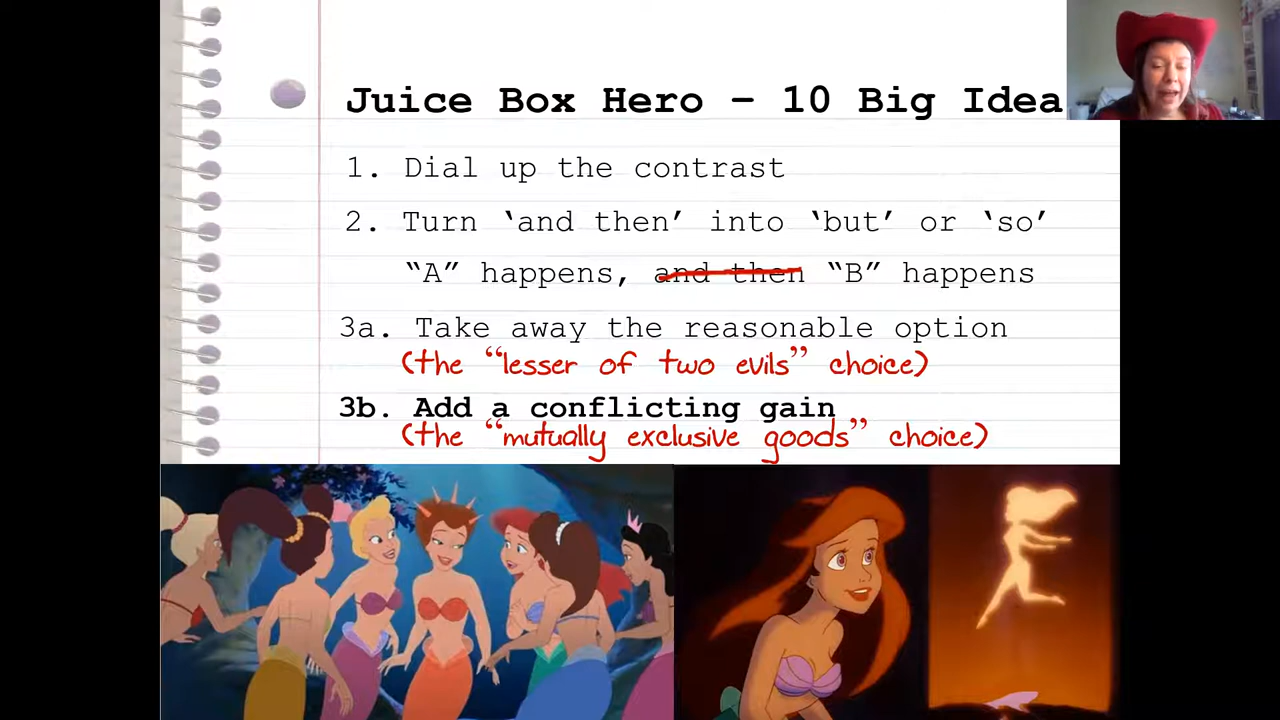 Juice Box Hero – 10 Big Idea
1. Dial up the contrast
2. Turn ‘and then’ into ‘but’ or ‘so’
“A” happens, and then “B” happens
3a. Take away the reasonable option
(the “lesser of two evils” choice)
3b. Add a conflicting gain
(the “mutually exclusive goods” choice)